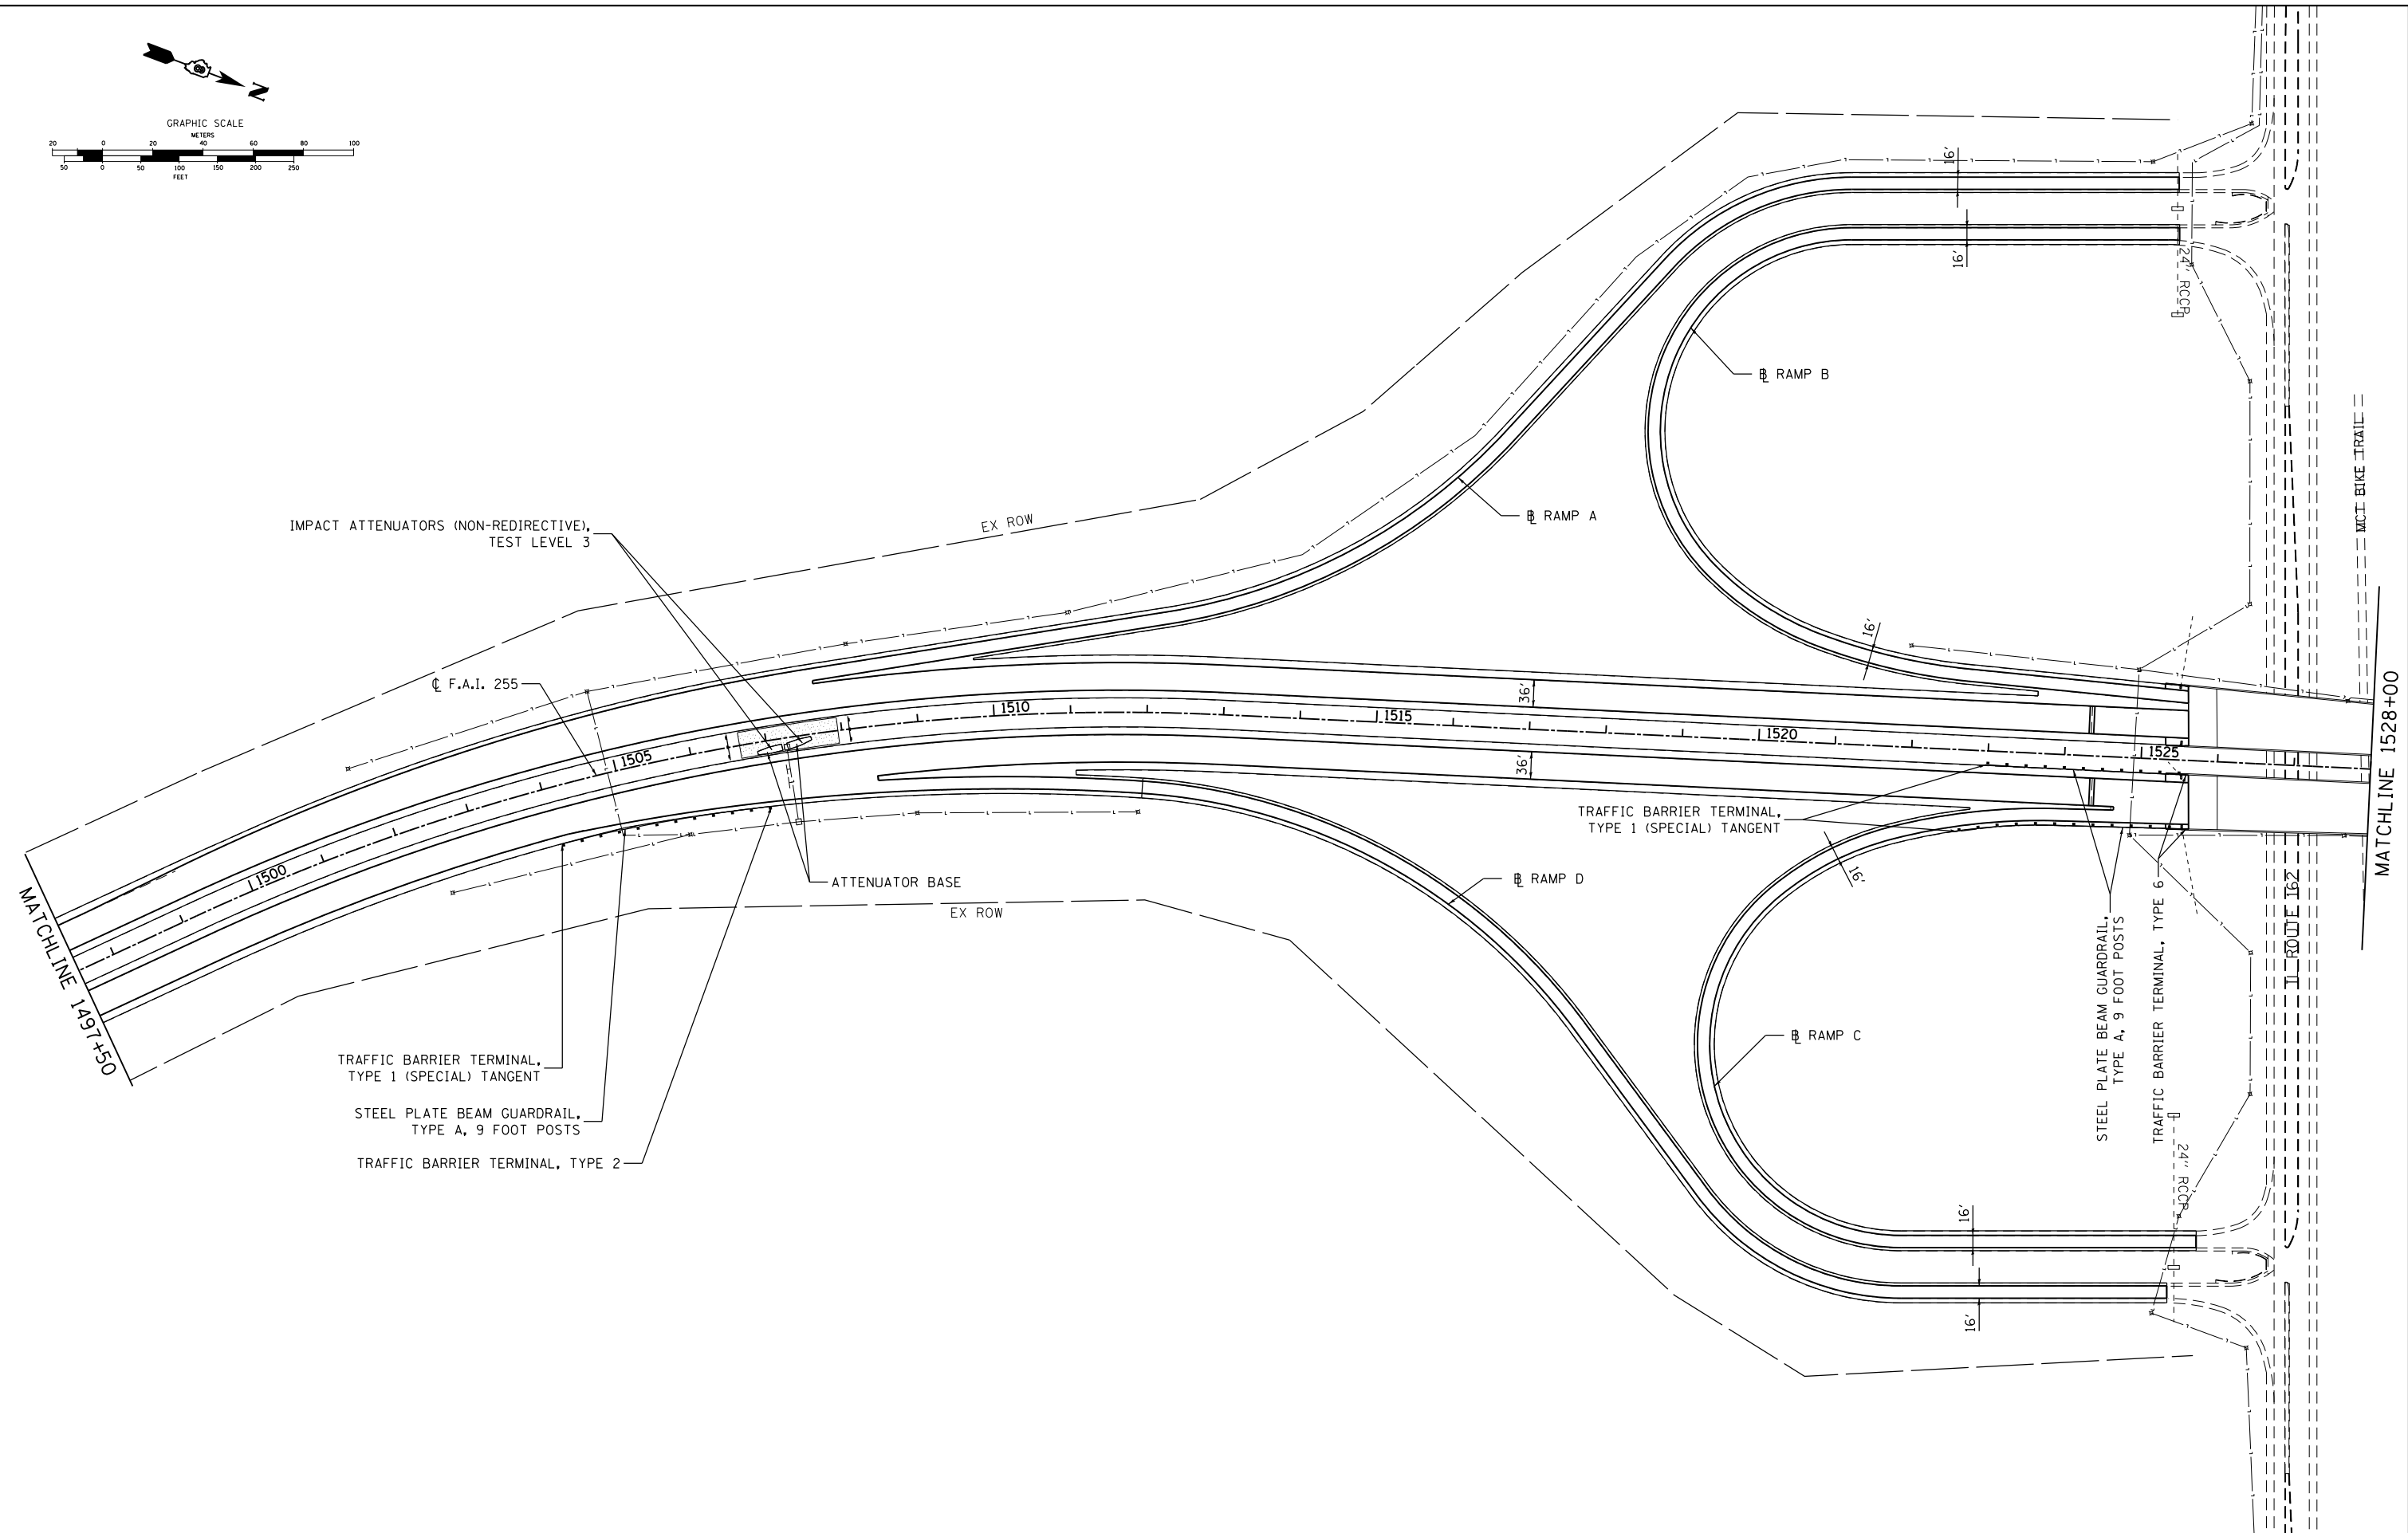 N
GRAPHIC SCALE
METERS
20 0 20 40 60 80 100
50 0 50 100 150 200 250
FEET
16'
16'
24" RCCP
℄ RAMP B
MCT BIKE TRAIL
℄ RAMP A
EX ROW
IMPACT ATTENUATORS (NON-REDIRECTIVE),
TEST LEVEL 3
16'
℄ F.A.I. 255
36'
1510
1515
1520
1525
1505
1500
36'
MATCHLINE 1528+00
TRAFFIC BARRIER TERMINAL,
TYPE 1 (SPECIAL) TANGENT
16'
ATTENUATOR BASE
℄ RAMP D
EX ROW
MATCHLINE 1497+50
IL ROUTE 162
STEEL PLATE BEAM GUARDRAIL,
TYPE A, 9 FOOT POSTS
TRAFFIC BARRIER TERMINAL, TYPE 6
℄ RAMP C
TRAFFIC BARRIER TERMINAL,
TYPE 1 (SPECIAL) TANGENT
STEEL PLATE BEAM GUARDRAIL,
TYPE A, 9 FOOT POSTS
TRAFFIC BARRIER TERMINAL, TYPE 2
24" RCCP
16'
16'